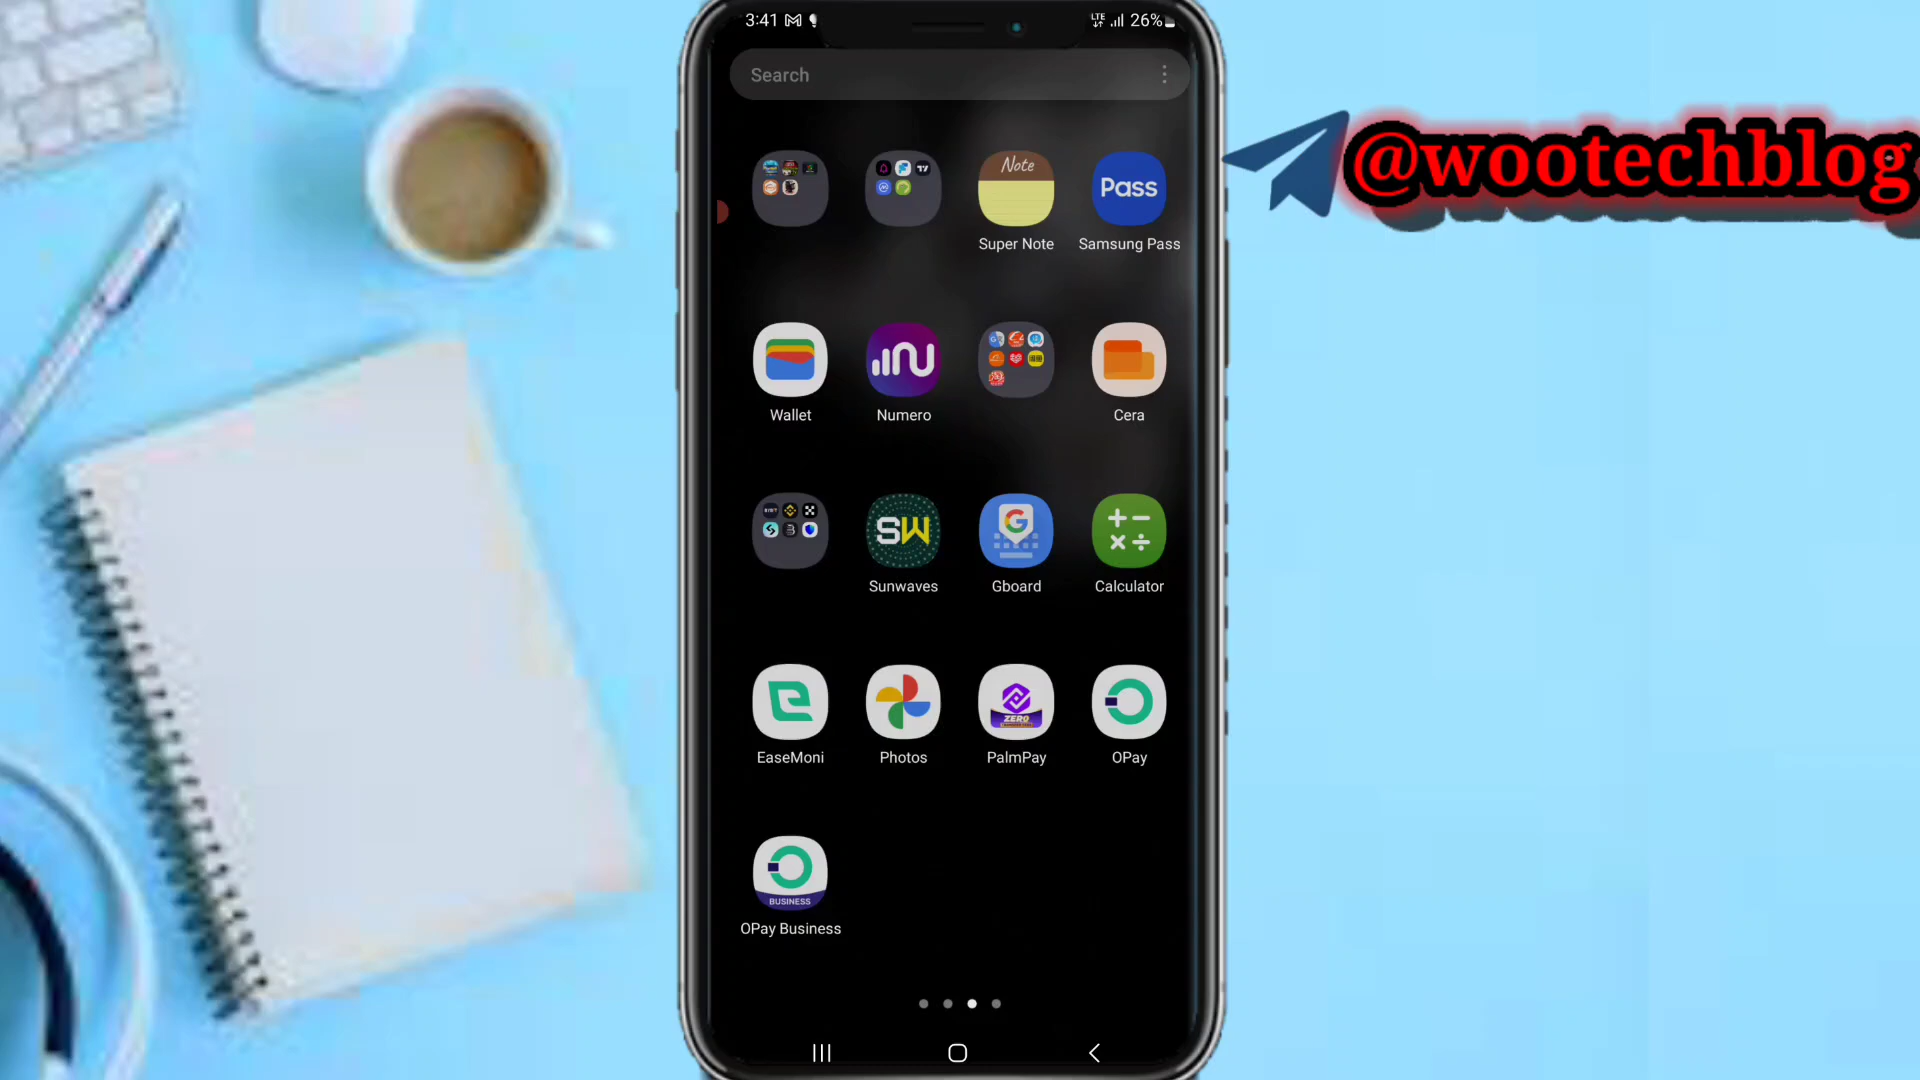 3:41
LTE
26%
Search
@wootechblog
Note
Pass
Super Note
Samsung Pass
Wallet
Numero
Cera
SW
Sunwaves
Gboard
Calculator
ZERO
EaseMoni
Photos
PalmPay
OPay
BUSINESS
OPay Business